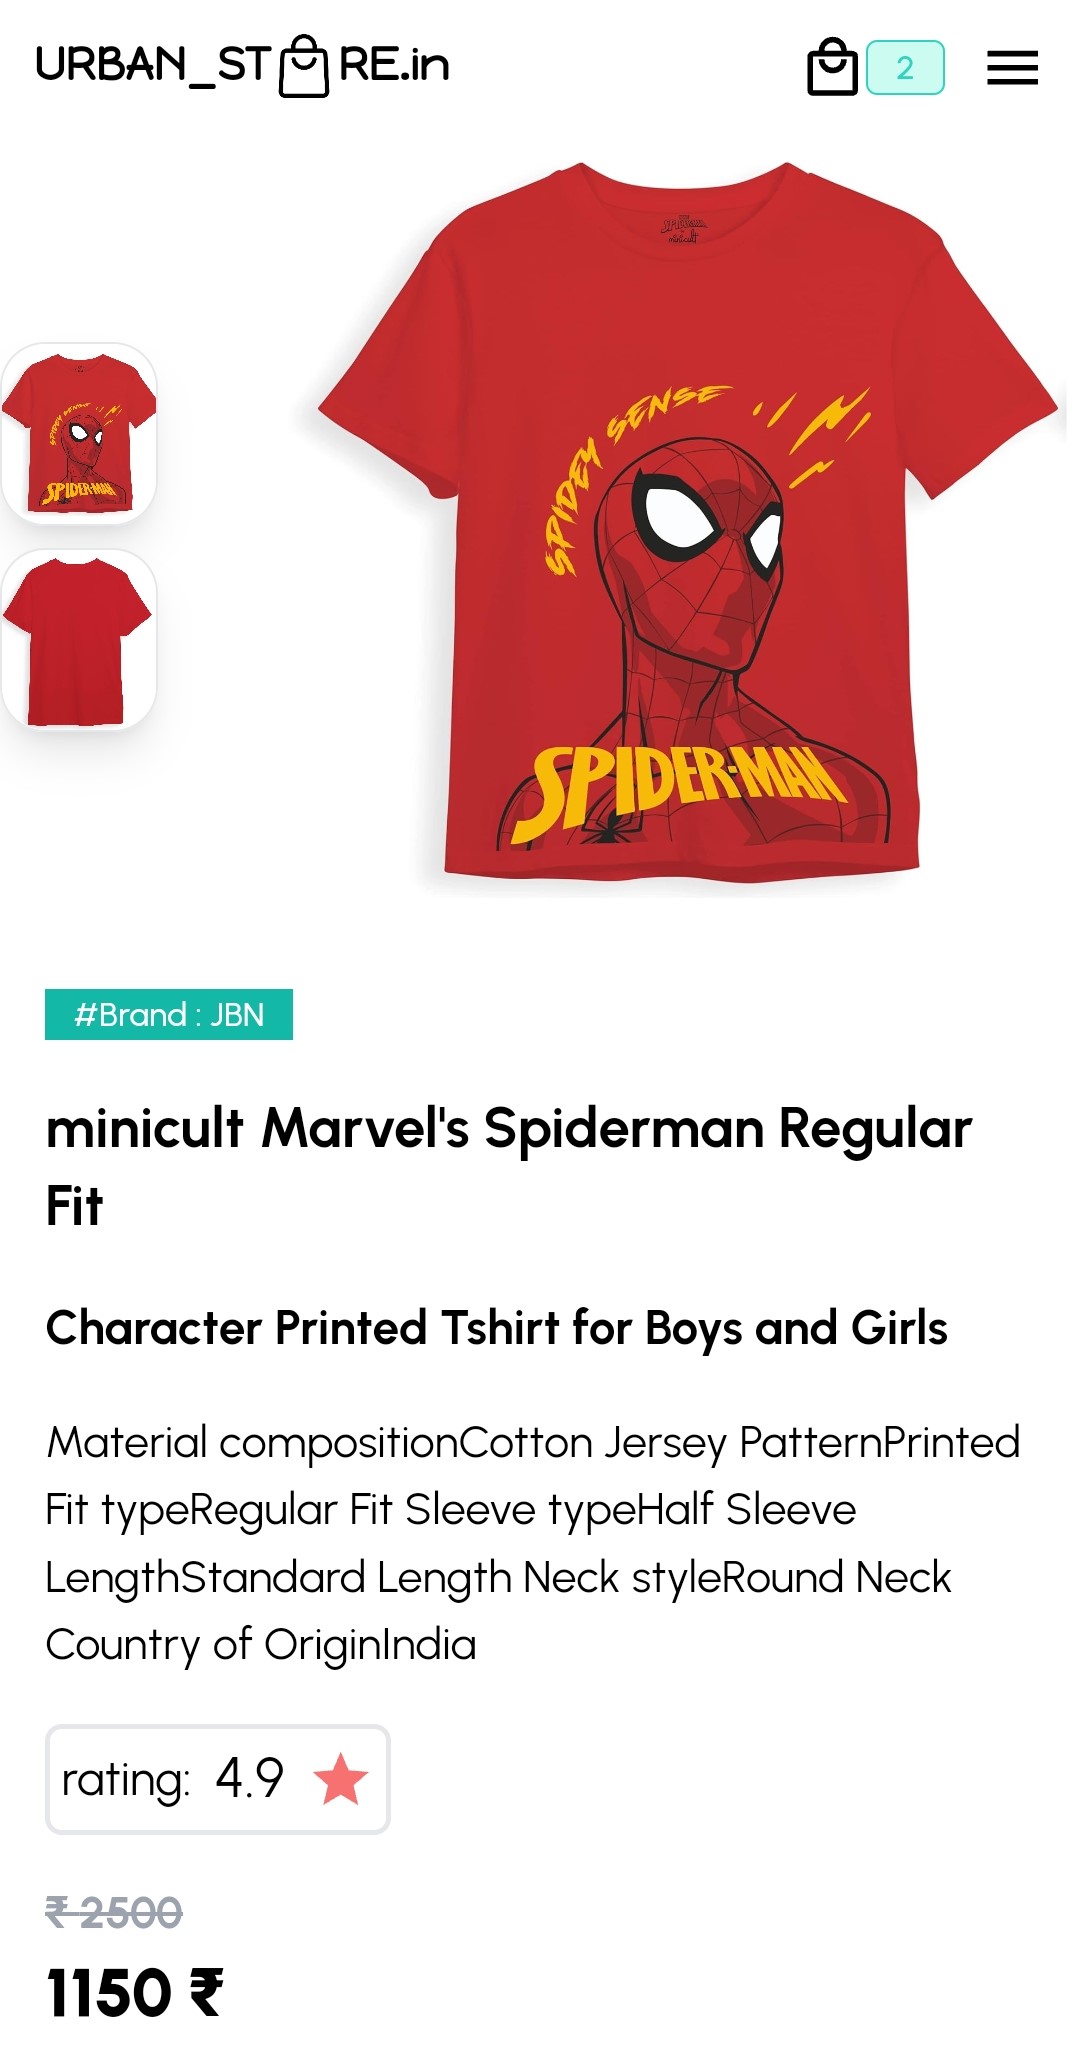 URBAN_ST RE.in
2
SPIDEY SENSE
SPIDER-MAN
SPIDEY SENSE
SPIDER-MAN
#Brand : JBN
minicult Marvel's Spiderman Regular
Fit
Character Printed Tshirt for Boys and Girls
Material compositionCotton Jersey PatternPrinted
Fit typeRegular Fit Sleeve typeHalf Sleeve
LengthStandard Length Neck styleRound Neck
Country of OriginIndia
rating: 4.9
₹ 2500
1150 ₹